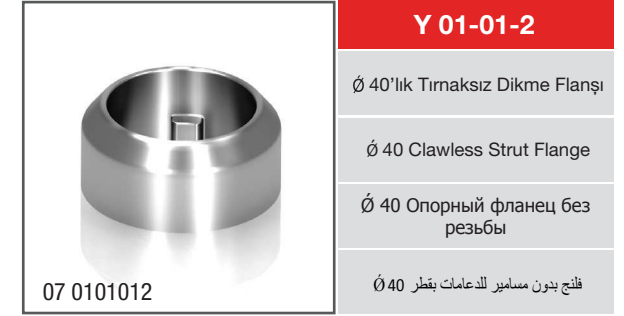 Y 01-01-2
Ǿ 40’lık Tırnaksız Dikme Flanşı
Ǿ 40 Clawless Strut Flange
Ǿ 40 Опорный фланец без
резьбы
فلنج بدون مسامير للدعامات بقطر 40 Ǿ
07 0101012